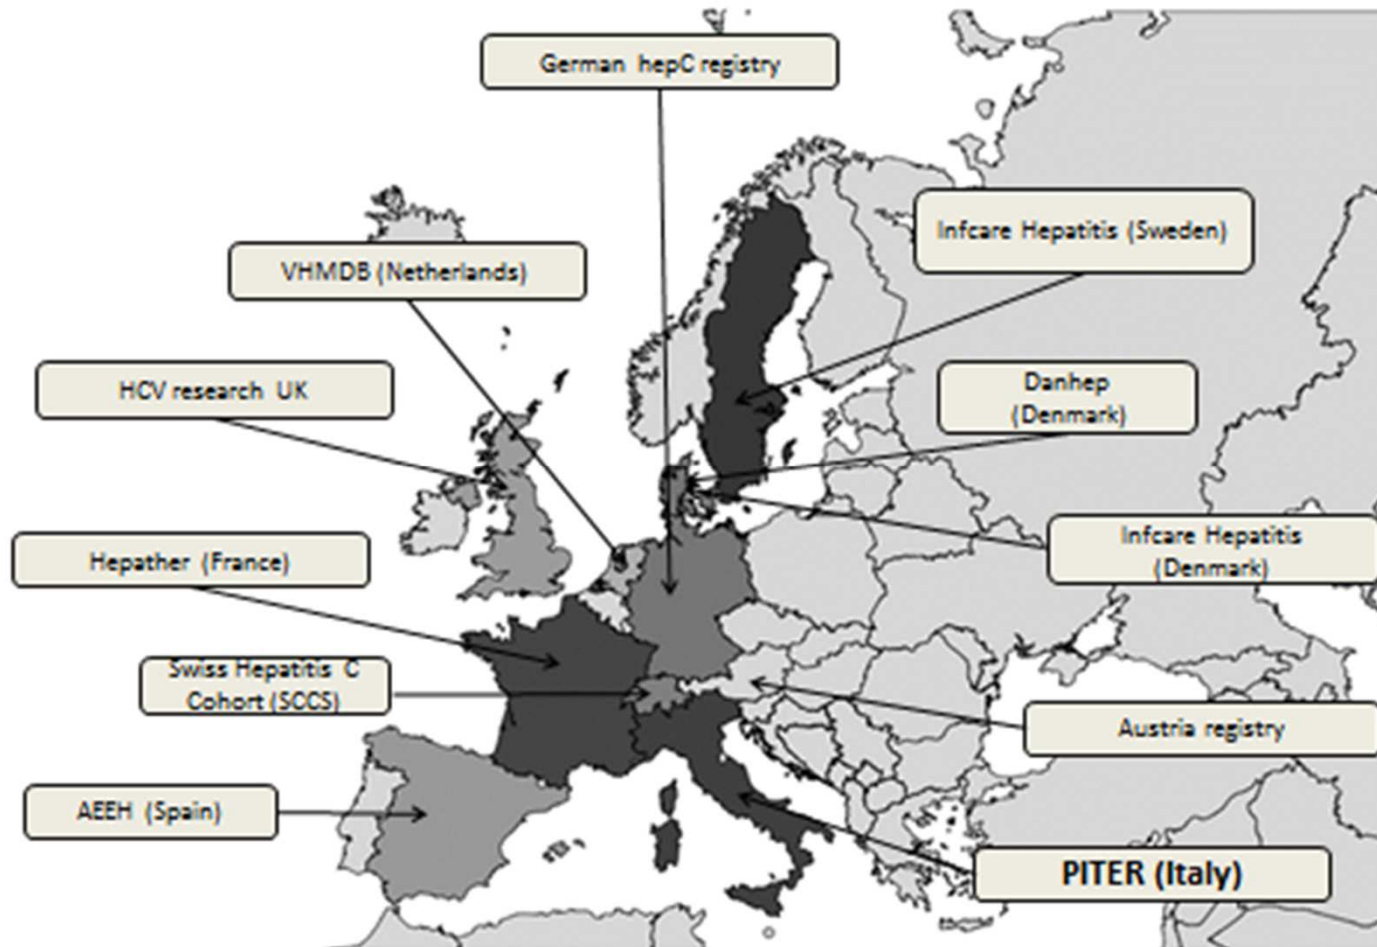 German hepC registry
Infcare Hepatitis (Sweden)
VHMDB (Netherlands)
HCV research UK
Danhep
(Denmark)
Infcare Hepatitis
(Denmark)
Hepather (France)
Swiss Hepatitis C
Cohort (SCCS)
Austria registry
AEEH (Spain)
PITER (Italy)